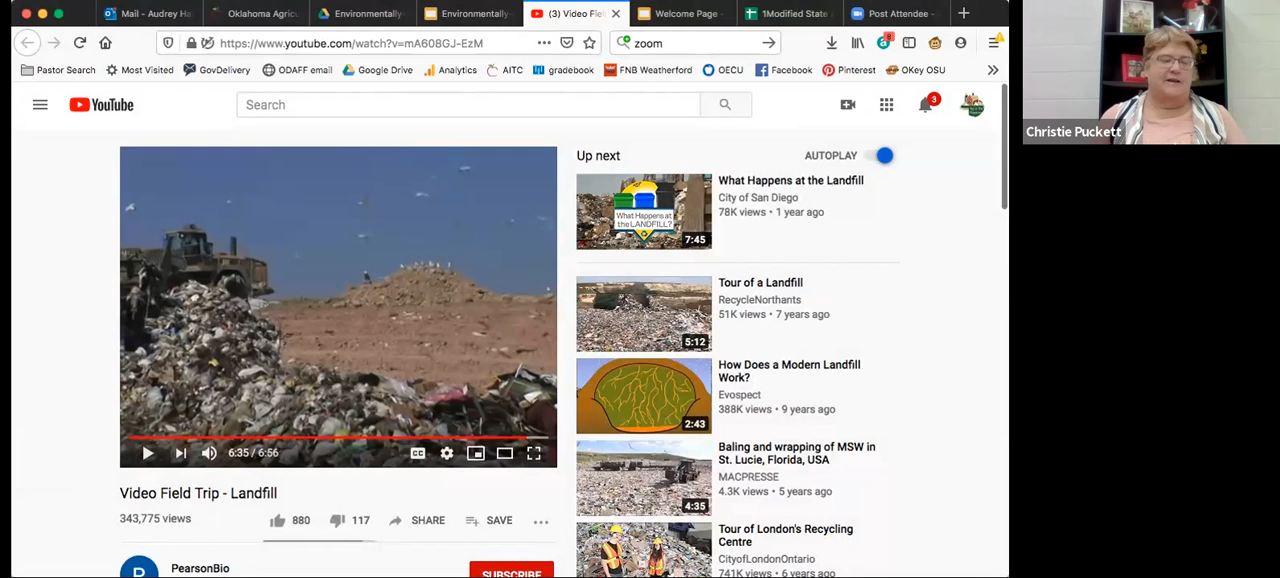 Mail - Audrey Ha
Oklahoma Agric
Environmentally-
Environmentally-
(3) Video Fiel
Welcome Page -
1Modified State
Post Attendee -
https://www.youtube.com/watch?v=mA608GJ-EzM
zoom
8
Pastor Search
Most Visited
GovDelivery
ODAFF email
Google Drive
Analytics
AITC
gradebook
FNB Weatherford
OECU
Facebook
Pinterest
OKey OSU
YouTube
Search
3
Christie Puckett
Up next
AUTOPLAY
What Happens at
the LANDFILL?
7:45
What Happens at the Landfill
City of San Diego
78K views • 1 year ago
5:12
Tour of a Landfill
RecycleNorthants
51K views • 7 years ago
2:43
How Does a Modern Landfill
Work?
Evospect
388K views • 9 years ago
4:35
Baling and wrapping of MSW in
St. Lucie, Florida, USA
MACPRESSE
4.3K views • 5 years ago
Tour of London's Recycling
Centre
CityofLondonOntario
741K views • 6 years ago
6:35 / 6:56
CC
Video Field Trip - Landfill
343,775 views
880
117
SHARE
SAVE
P
PearsonBio
SUBSCRIBE